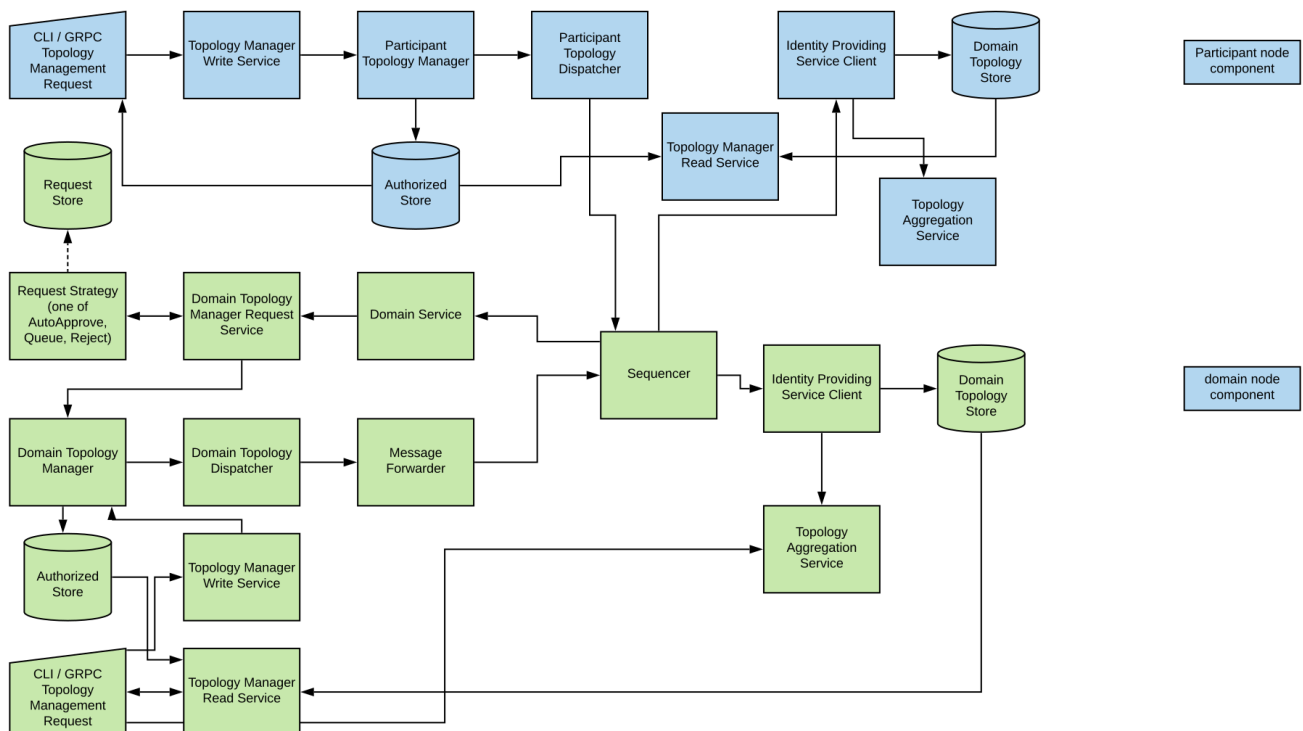 CLI / GRPC
Topology
Management
Request
Topology Manager
Write Service
Participant
Topology Manager
Participant
Topology
Dispatcher
Identity Providing
Service Client
Domain
Topology
Store
Participant node
component
Request
Store
Authorized
Store
Topology Manager
Read Service
Topology
Aggregation
Service
Request Strategy
(one of
AutoApprove,
Queue, Reject)
Domain Topology
Manager Request
Service
Domain Service
Sequencer
Identity Providing
Service Client
Domain
Topology
Store
domain node
component
Domain Topology
Manager
Domain Topology
Dispatcher
Message
Forwarder
Authorized
Store
Topology Manager
Write Service
Topology
Aggregation
Service
CLI / GRPC
Topology
Management
Request
Topology Manager
Read Service